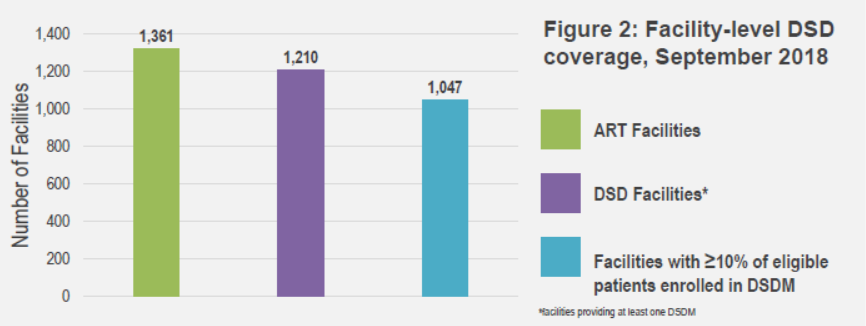 Figure 2: Facility-level DSD
coverage, September 2018
Number of Facilities
1,400
1,200
1,000
800
600
400
200
0
1,361
1,210
1,047
ART Facilities
DSD Facilities*
Facilities with ≥10% of eligible
patients enrolled in DSDM
*facilities providing at least one DSDM